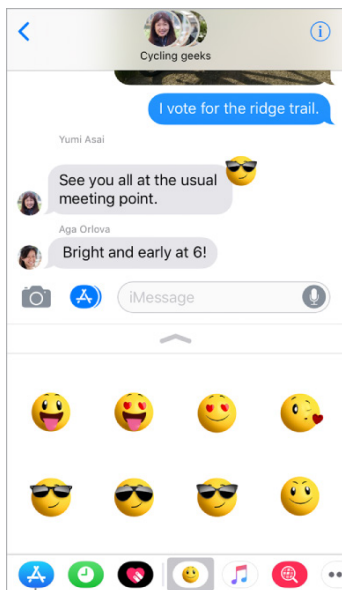 Cycling geeks
I vote for the ridge trail.
Yumi Asai
See you all at the usual
meeting point.
Aga Orlova
Bright and early at 6!
iMessage